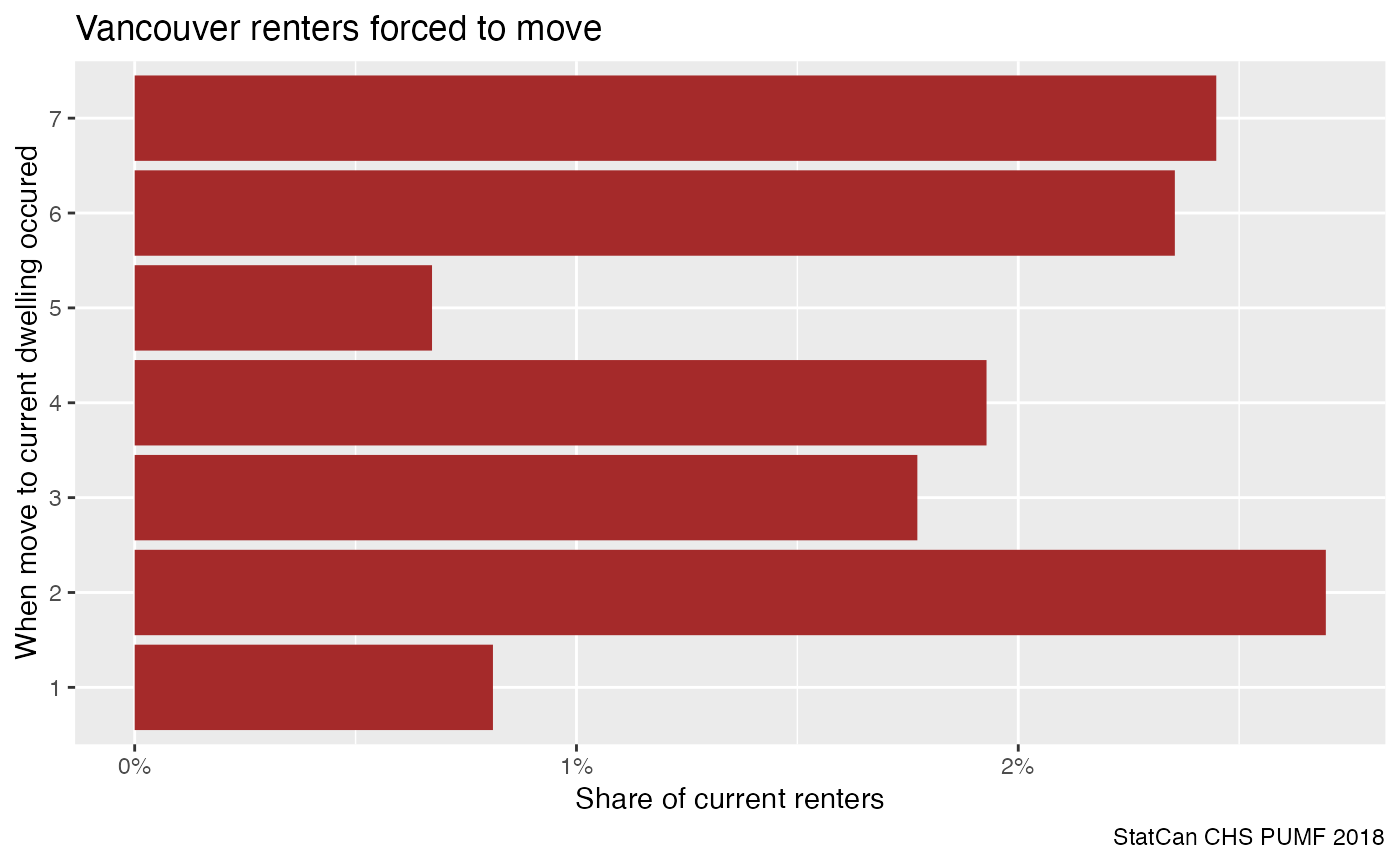 Vancouver renters forced to move
When move to current dwelling occured
7
6
5
4
3
2
1
0% 1% 2%
Share of current renters
StatCan CHS PUMF 2018